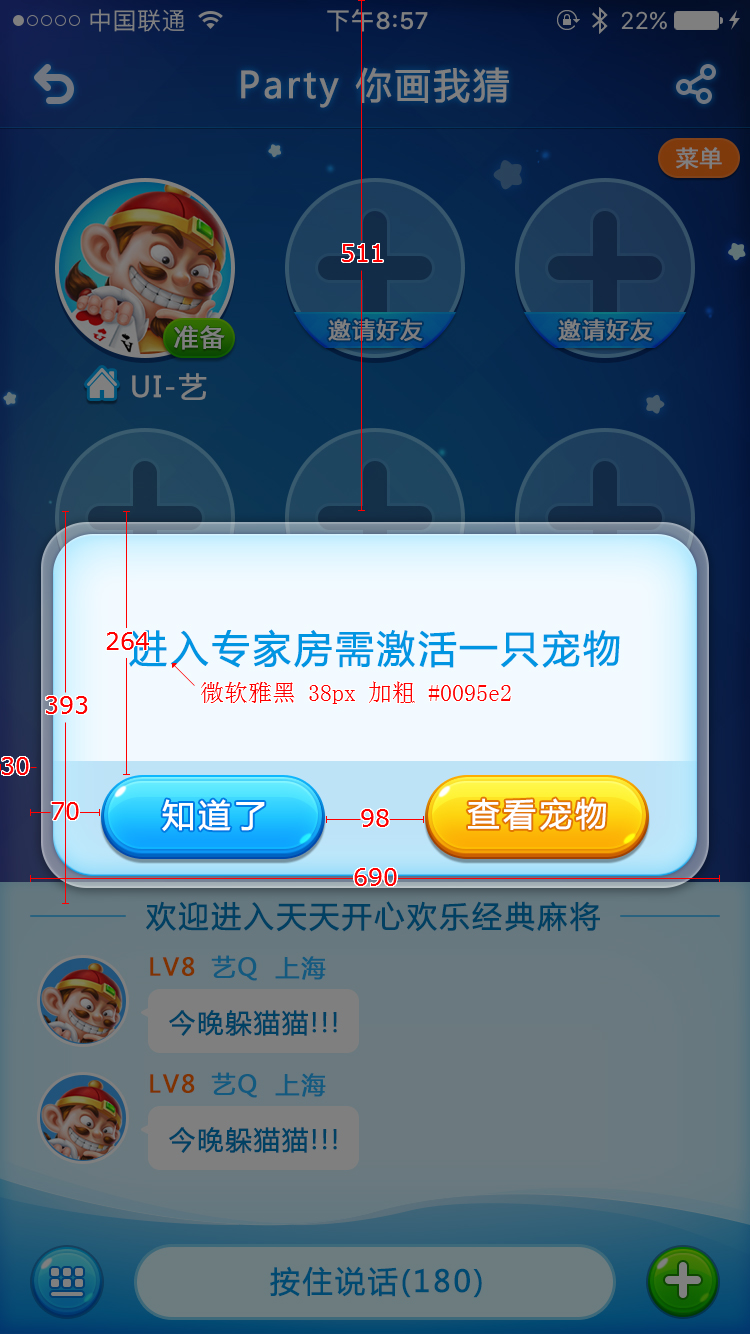 中国联通 下午8:57 22%
Party 你画我猜
菜单
511
准备 邀请好友 邀请好友
UI-艺
264
进入专家房需激活一只宠物
微软雅黑 38px 加粗 #0095e2
393
30
70 知道了 98 查看宠物
690
欢迎进入天天开心欢乐经典麻将
LV8 艺Q 上海
今晚躲猫猫!!!
LV8 艺Q 上海
今晚躲猫猫!!!
按住说话(180)